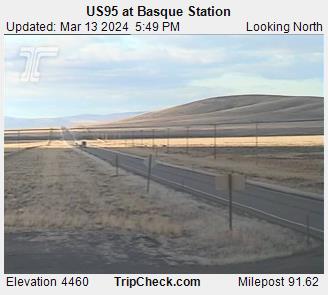 US95 at Basque Station
Updated: Mar 13 2024 5:49 PM Looking North
Elevation 4460 TripCheck.com Milepost 91.62